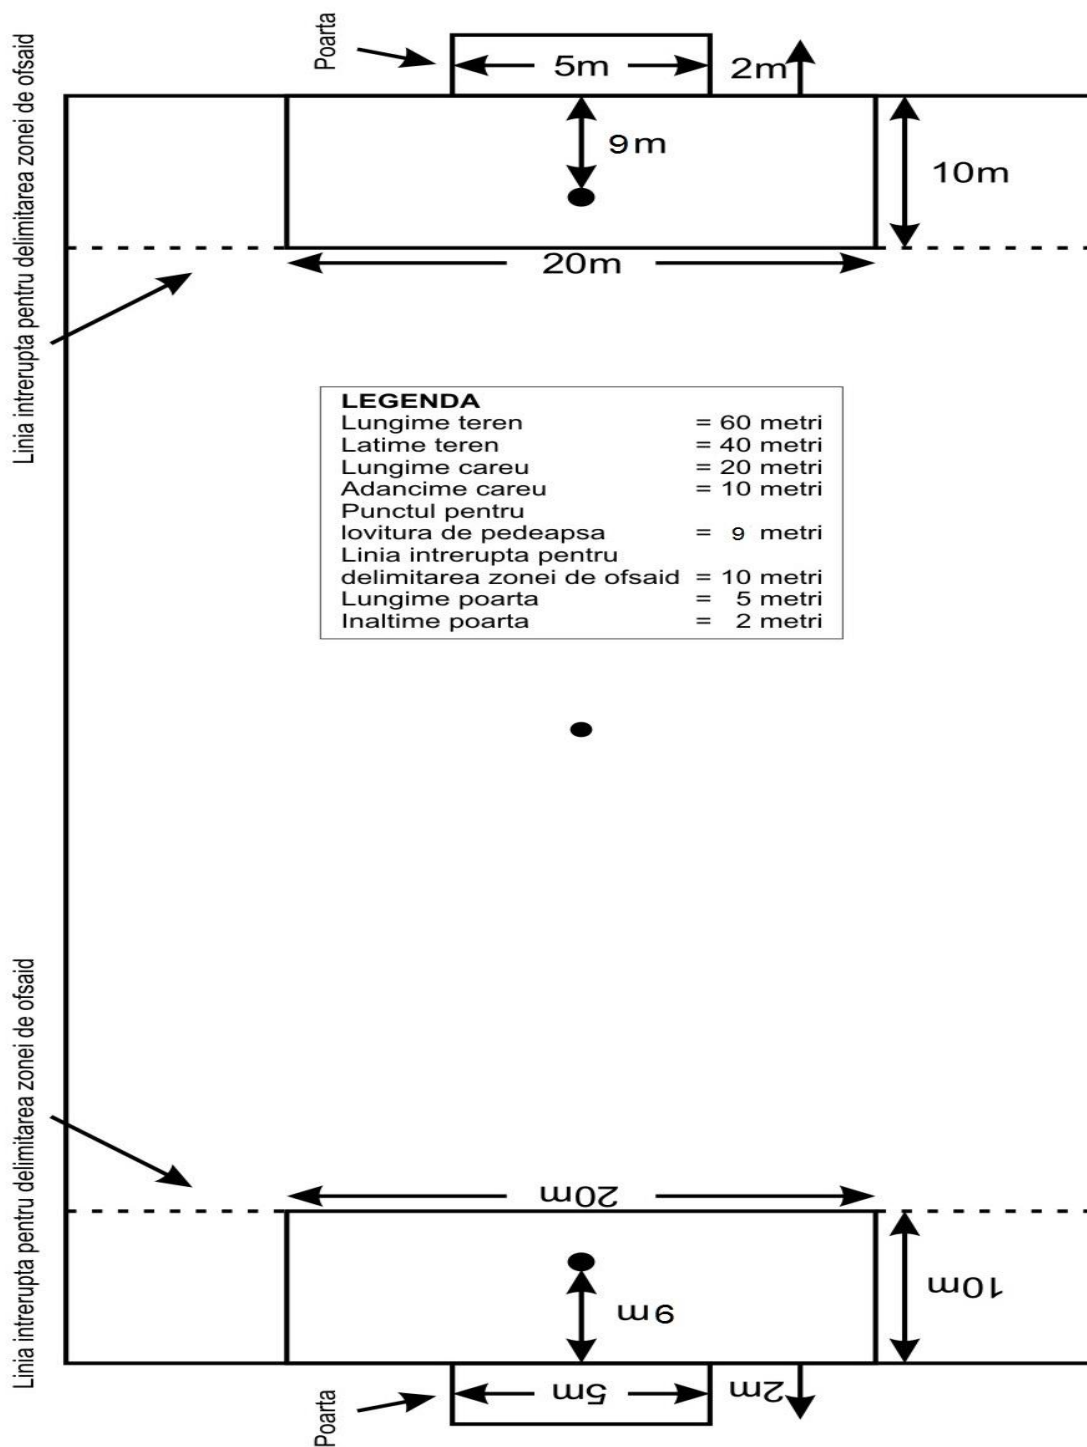 Linia intrerupta pentru delimitarea zonei de ofsaid
Poarta
5m
2m
9m
10m
20m
LEGENDA
Lungime teren = 60 metri
Latime teren = 40 metri
Lungime careu = 20 metri
Adancime careu = 10 metri
Punctul pentru
lovitura de pedeapsa = 9 metri
Linia intrerupta pentru
delimitarea zonei de ofsaid = 10 metri
Lungime poarta = 5 metri
Inaltime poarta = 2 metri
Linia intrerupta pentru delimitarea zonei de ofsaid
20m
10m
9m
5m
2m
Poarta